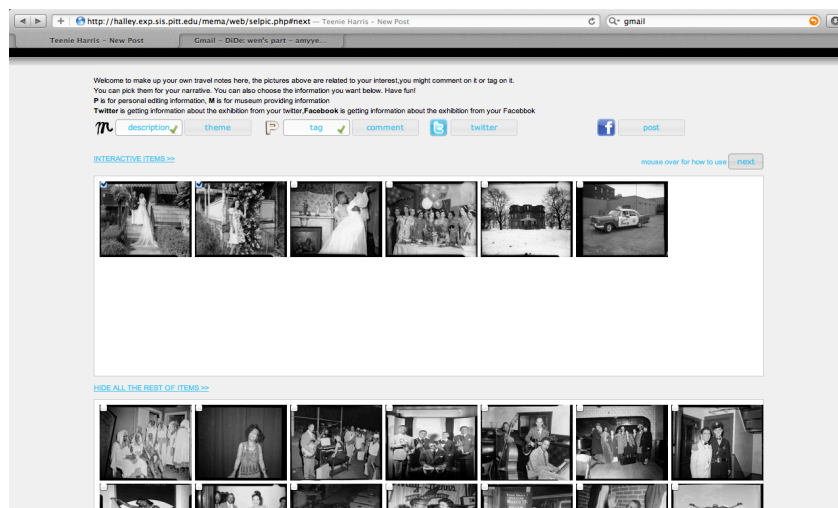 http://halley.exp.sis.pitt.edu/mema/web/selpic.php#next — Teenie Harris – New Post
gmail
Teenie Harris – New Post
Gmail – DiDe: wen's part – amyye...
Welcome to make up your own travel notes here, the pictures above are related to your interest,you might comment on it or tag on it.
You can pick them for your narrative. You can also choose the information you want below. Have fun!
P is for personal editing information, M is for museum providing information
Twitter is getting information about the exhibition from your twitter,Facebook is getting information about the exhibition from your Facebbok
m description theme P tag comment t twitter f post
INTERACTIVE ITEMS >>
mouse over for how to use next
HIDE ALL THE REST OF ITEMS >>